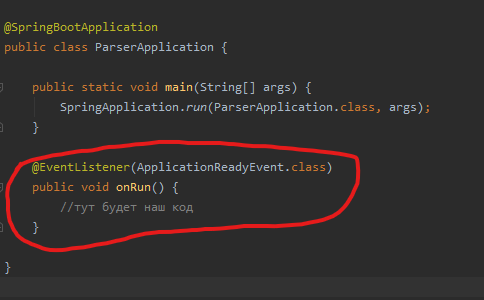 @SpringBootApplication
public class ParserApplication {
public static void main(String[] args) {
SpringApplication.run(ParserApplication.class, args);
}
@EventListener(ApplicationReadyEvent.class)
public void onRun() {
//тут будет наш код
}
}